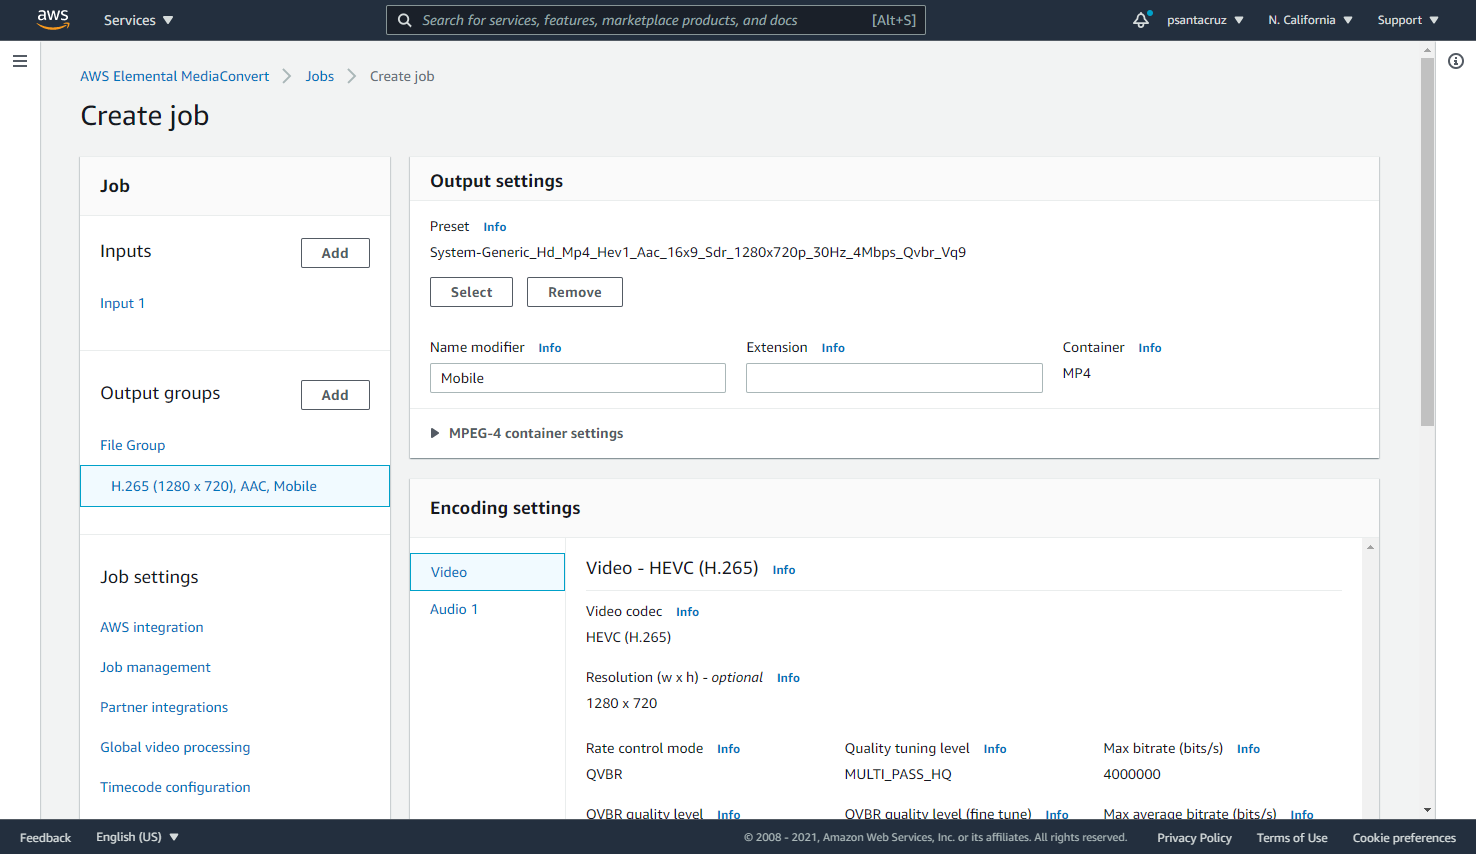 aws Services Search for services, features, marketplace products, and docs [Alt+S] psantacruz N. California Support
AWS Elemental MediaConvert Jobs Create job
Create job
Job
Inputs Add
Input 1
Output groups Add
File Group
H.265 (1280 x 720), AAC, Mobile
Job settings
AWS integration
Job management
Partner integrations
Global video processing
Timecode configuration
Output settings
Preset Info
System-Generic_Hd_Mp4_Hev1_Aac_16x9_Sdr_1280x720p_30Hz_4Mbps_Qvbr_Vq9
Select Remove
Name modifier Info Extension Info Container Info
Mobile MP4
MPEG-4 container settings
Encoding settings
Video
Audio 1
Video - HEVC (H.265) Info
Video codec Info
HEVC (H.265)
Resolution (w x h) - optional Info
1280 x 720
Rate control mode Info Quality tuning level Info Max bitrate (bits/s) Info
QVBR MULTI_PASS_HQ 4000000
QVBR quality level Info QVBR quality level (fine tune) Info Max average bitrate (bits/s) Info
Feedback English (US) © 2008 - 2021, Amazon Web Services, Inc. or its affiliates. All rights reserved. Privacy Policy Terms of Use Cookie preferences